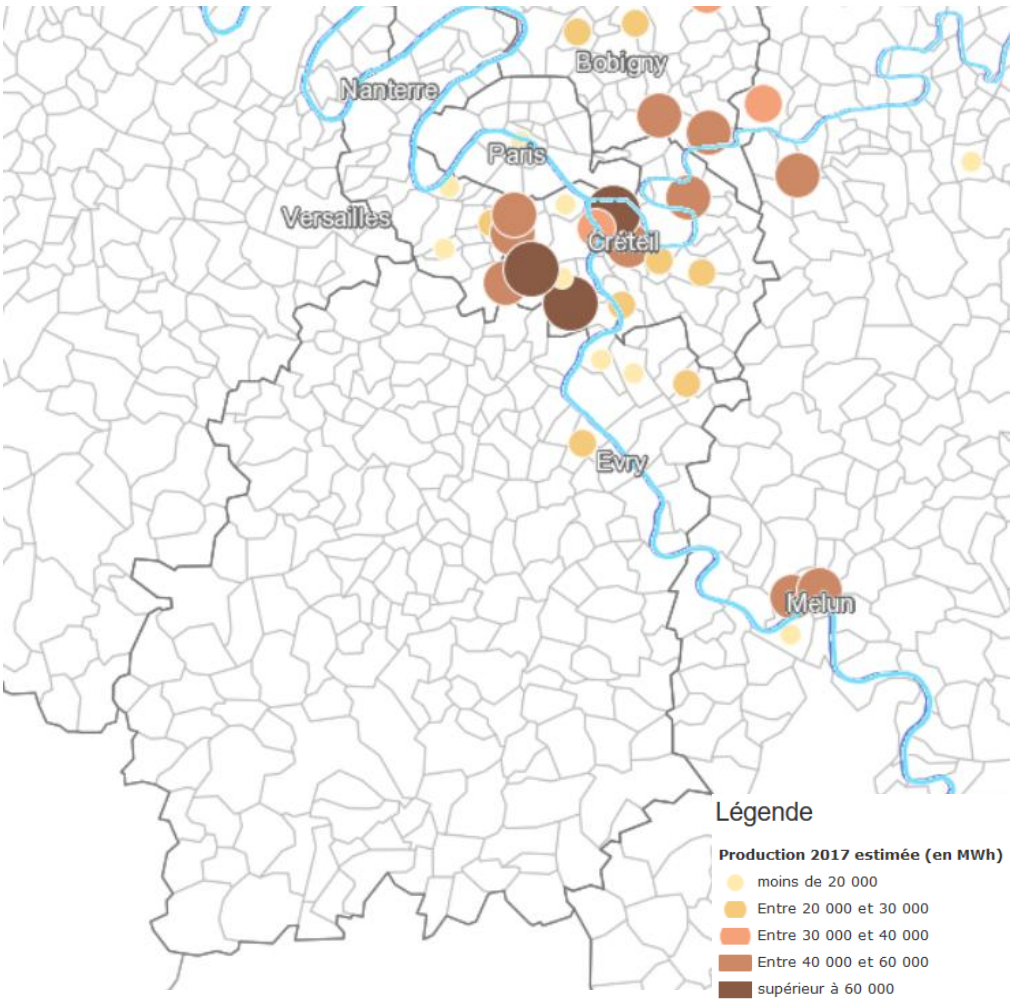 Bobigny
Nanterre
Paris
Versailles
Créteil
Evry
Melun
Légende
Production 2017 estimée (en MWh)
moins de 20 000
Entre 20 000 et 30 000
Entre 30 000 et 40 000
Entre 40 000 et 60 000
supérieur à 60 000